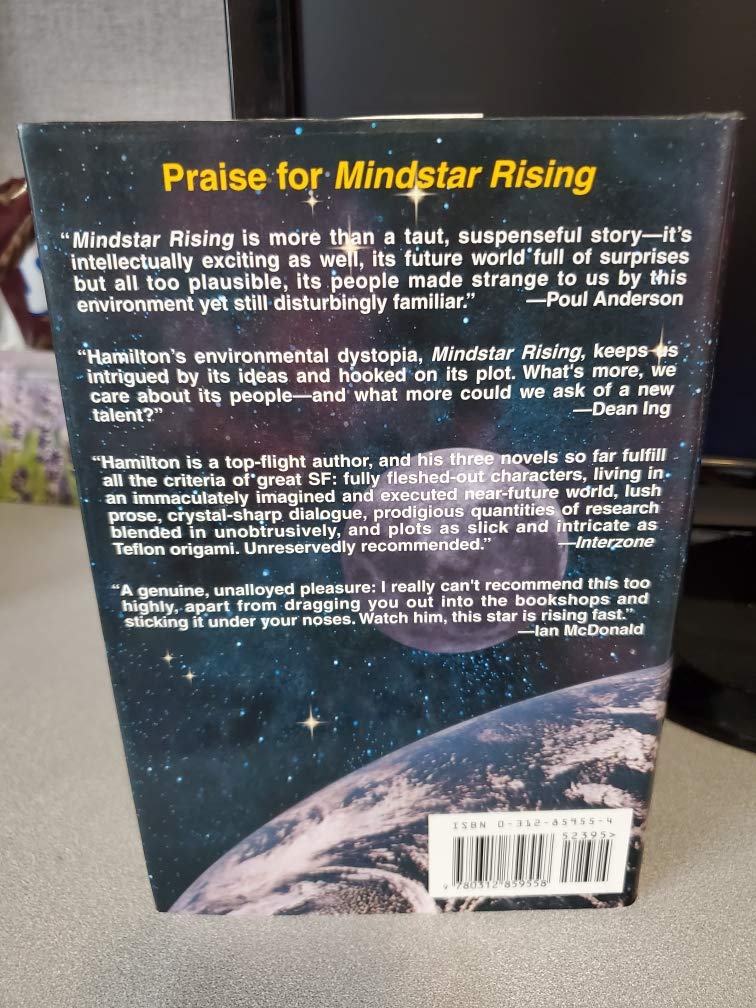 Praise for Mindstar Rising
“Mindstar Rising is more than a taut, suspenseful story—it's
intellectually exciting as well, its future world full of surprises
but all too plausible, its people made strange to us by this
environment yet still disturbingly familiar.” —Poul Anderson
“Hamilton's environmental dystopia, Mindstar Rising, keeps us
intrigued by its ideas and hooked on its plot. What's more, we
care about its people—and what more could we ask of a new
talent?” —Dean Ing
“Hamilton is a top-flight author, and his three novels so far fulfill
all the criteria of great SF: fully fleshed-out characters, living in
an immaculately imagined and executed near-future world, lush
prose, crystal-sharp dialogue, prodigious quantities of research
blended in unobtrusively, and plots as slick and intricate as
Teflon origami. Unreservedly recommended.” —Interzone
“A genuine, unalloyed pleasure: I really can't recommend this too
highly, apart from dragging you out into the bookshops and
sticking it under your noses. Watch him, this star is rising fast.”
—Ian McDonald
ISBN 0-312-85955-4
52395>
9 780312 859558